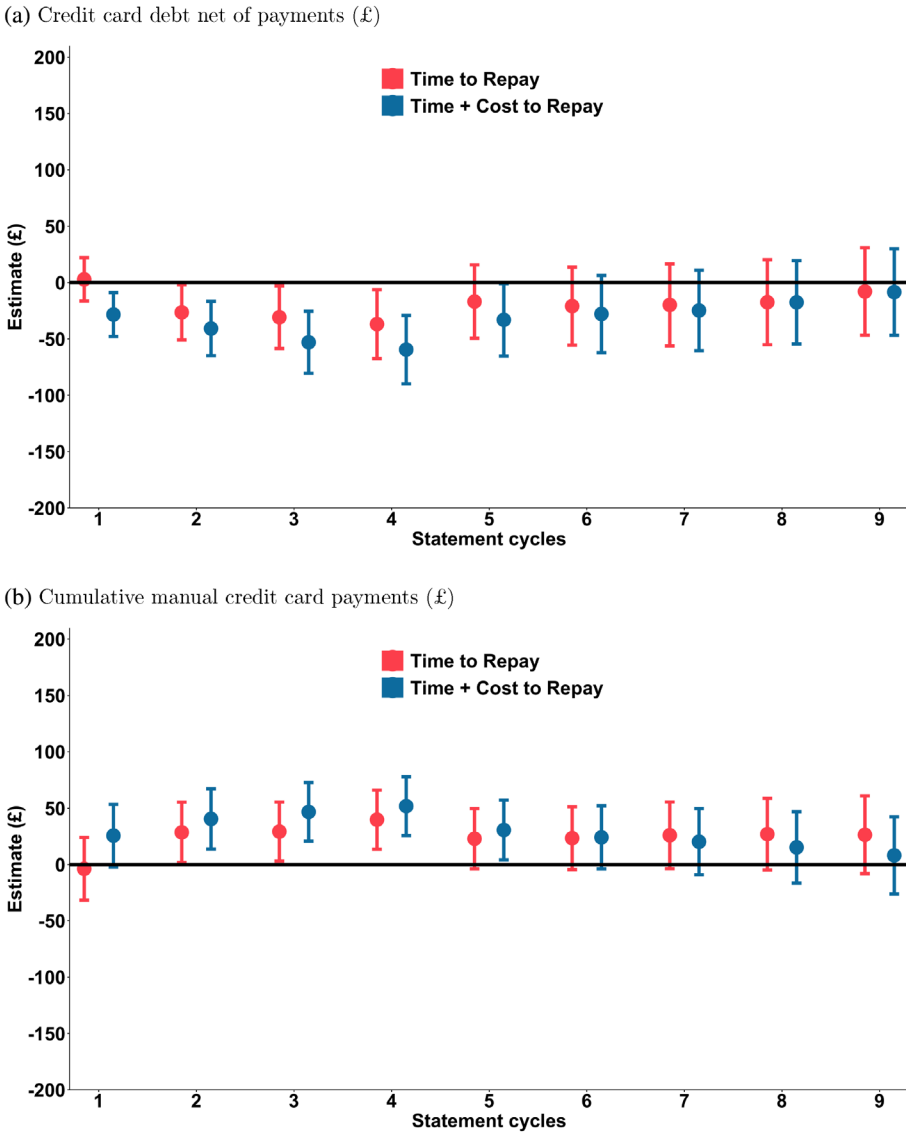 (a) Credit card debt net of payments (£)
200
150
100
50
0
-50
-100
-150
-200
Estimate (£)
Time to Repay
Time + Cost to Repay
1 2 3 4 5 6 7 8 9
Statement cycles
(b) Cumulative manual credit card payments (£)
200
150
100
50
0
-50
-100
-150
-200
Estimate (£)
Time to Repay
Time + Cost to Repay
1 2 3 4 5 6 7 8 9
Statement cycles